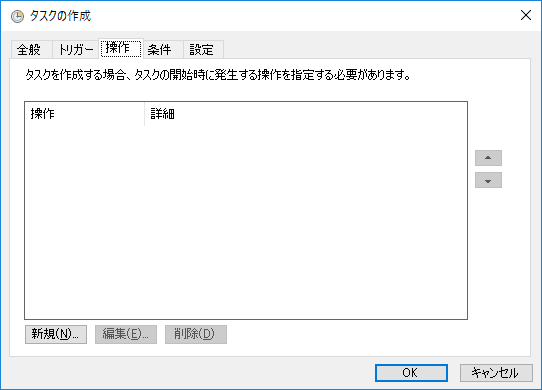 タスクの作成
全般 トリガー 操作 条件 設定
タスクを作成する場合、タスクの開始時に発生する操作を指定する必要があります。
操作 詳細
新規(N)... 編集(E)... 削除(D)
OK キャンセル